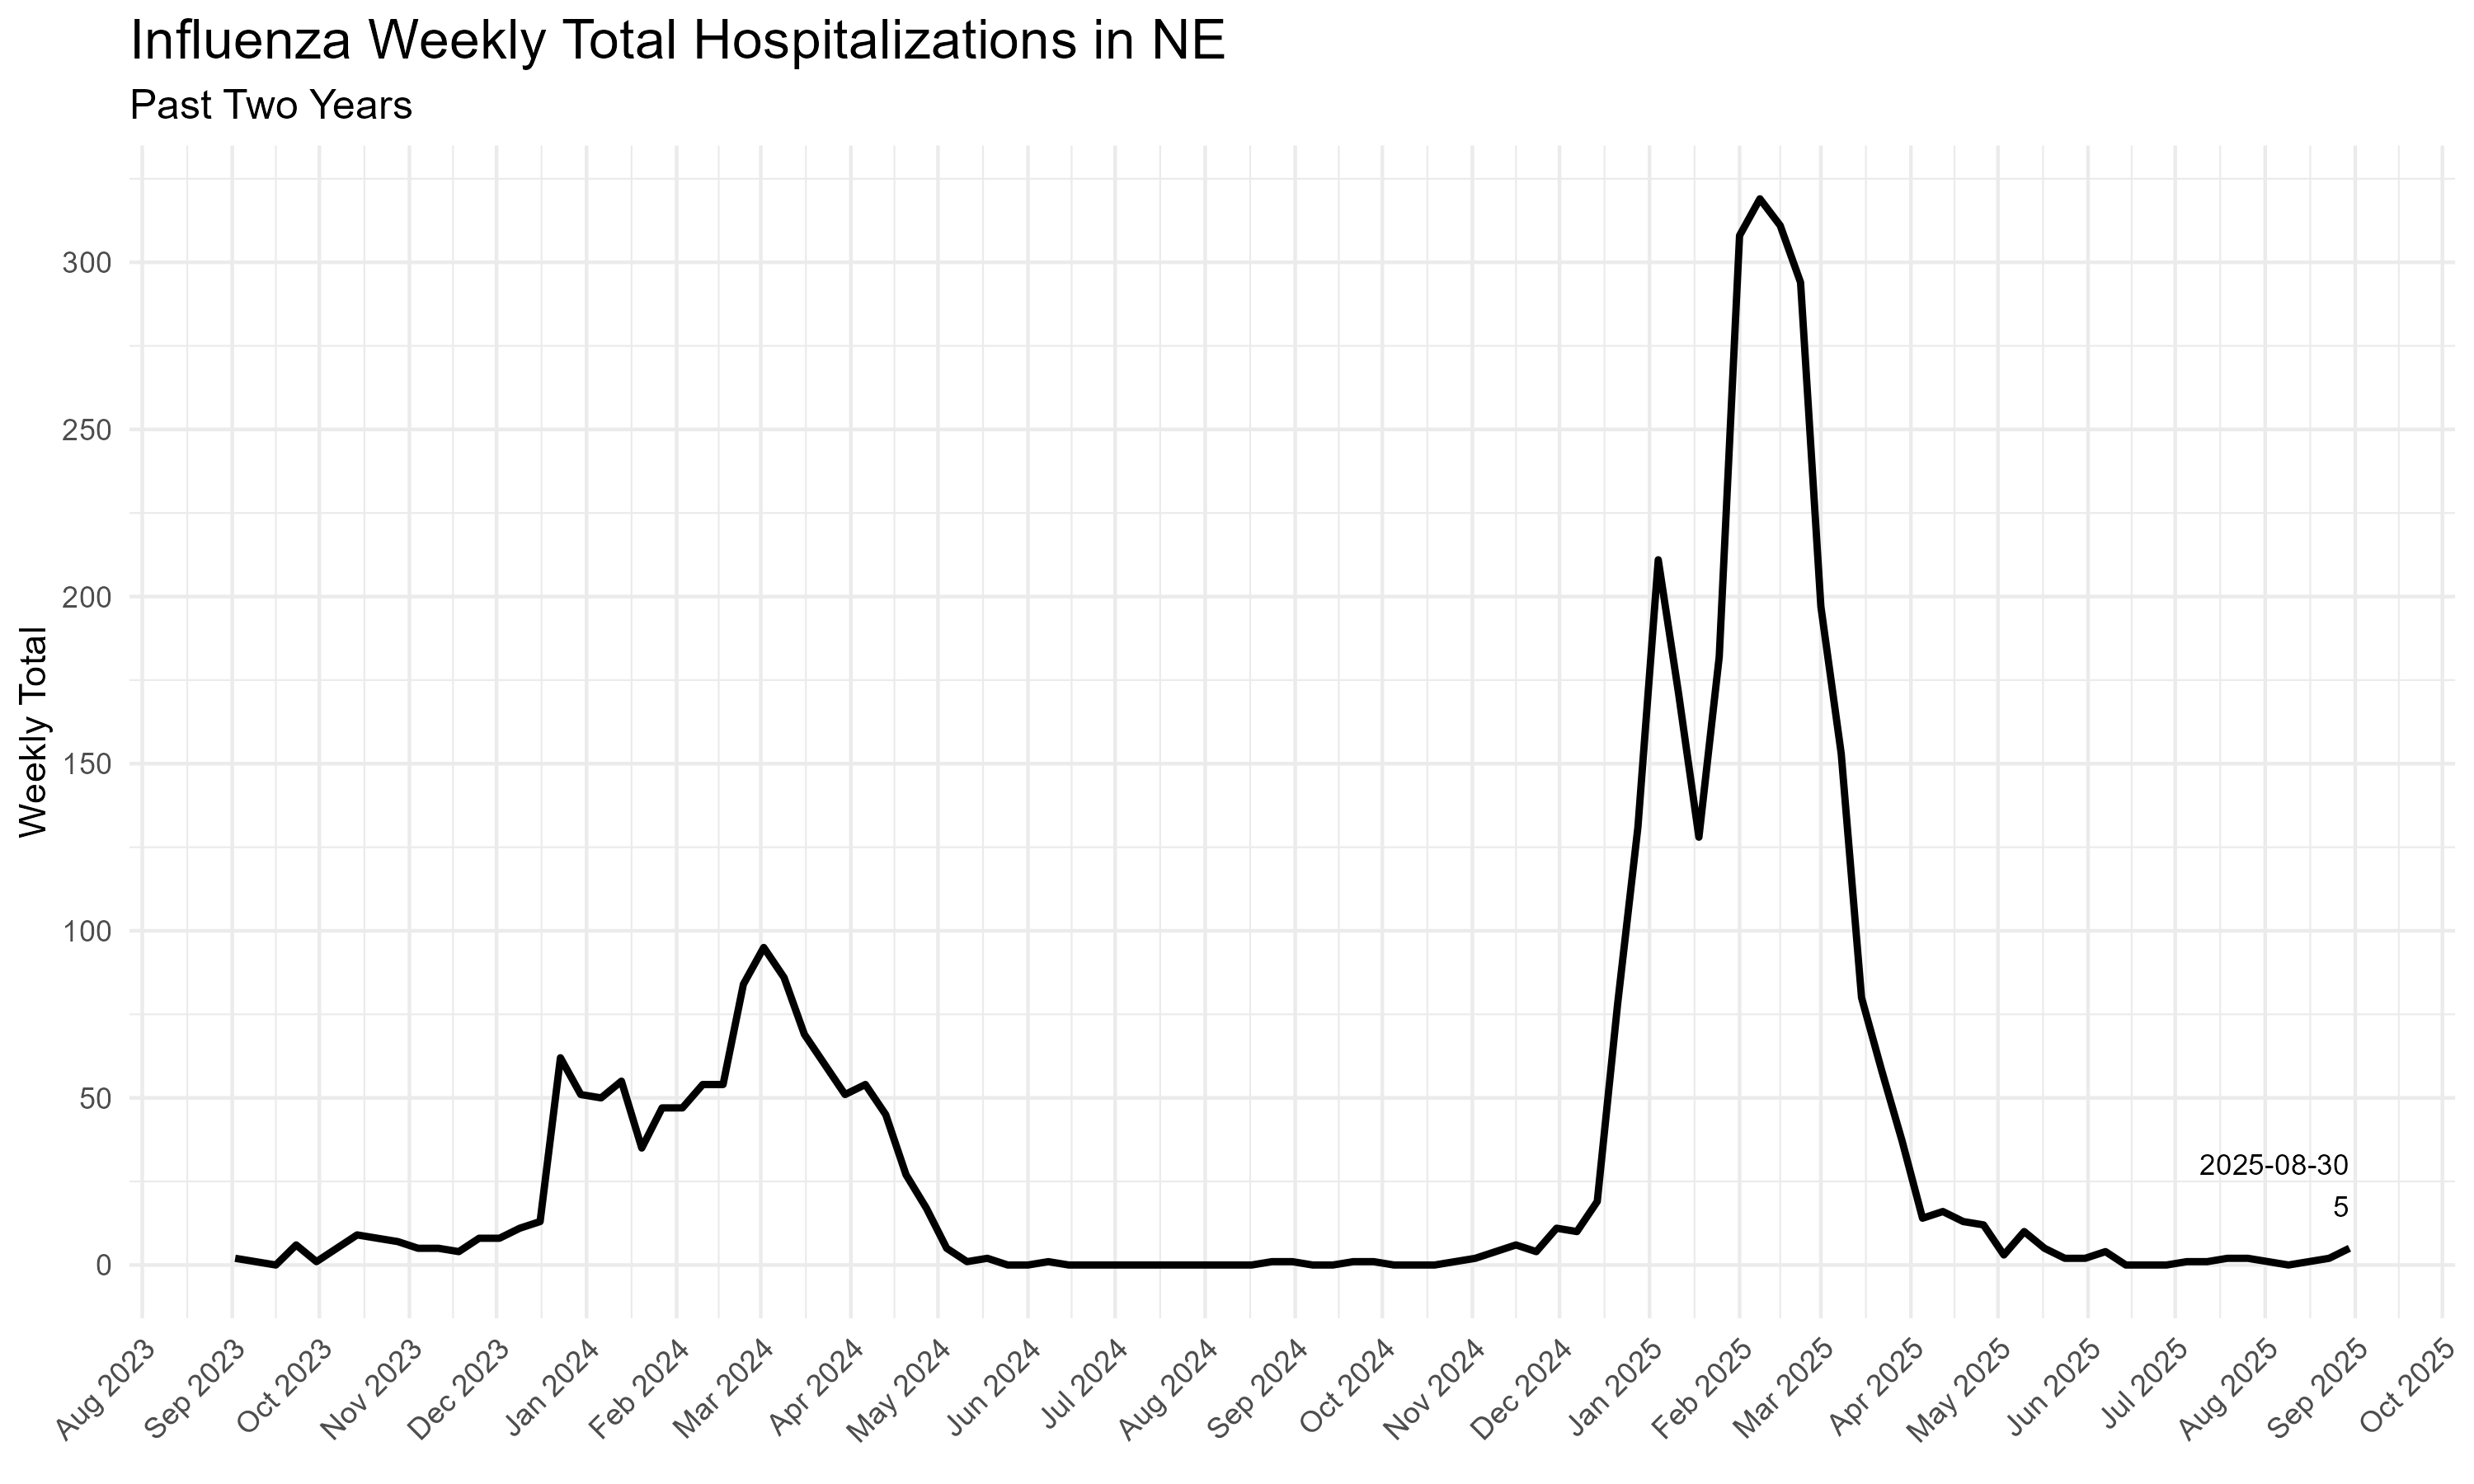 Influenza Weekly Total Hospitalizations in NE
Past Two Years
Weekly Total
300
250
200
150
100
50
0
2025-08-30
5
Aug 2023
Sep 2023
Oct 2023
Nov 2023
Dec 2023
Jan 2024
Feb 2024
Mar 2024
Apr 2024
May 2024
Jun 2024
Jul 2024
Aug 2024
Sep 2024
Oct 2024
Nov 2024
Dec 2024
Jan 2025
Feb 2025
Mar 2025
Apr 2025
May 2025
Jun 2025
Jul 2025
Aug 2025
Sep 2025
Oct 2025